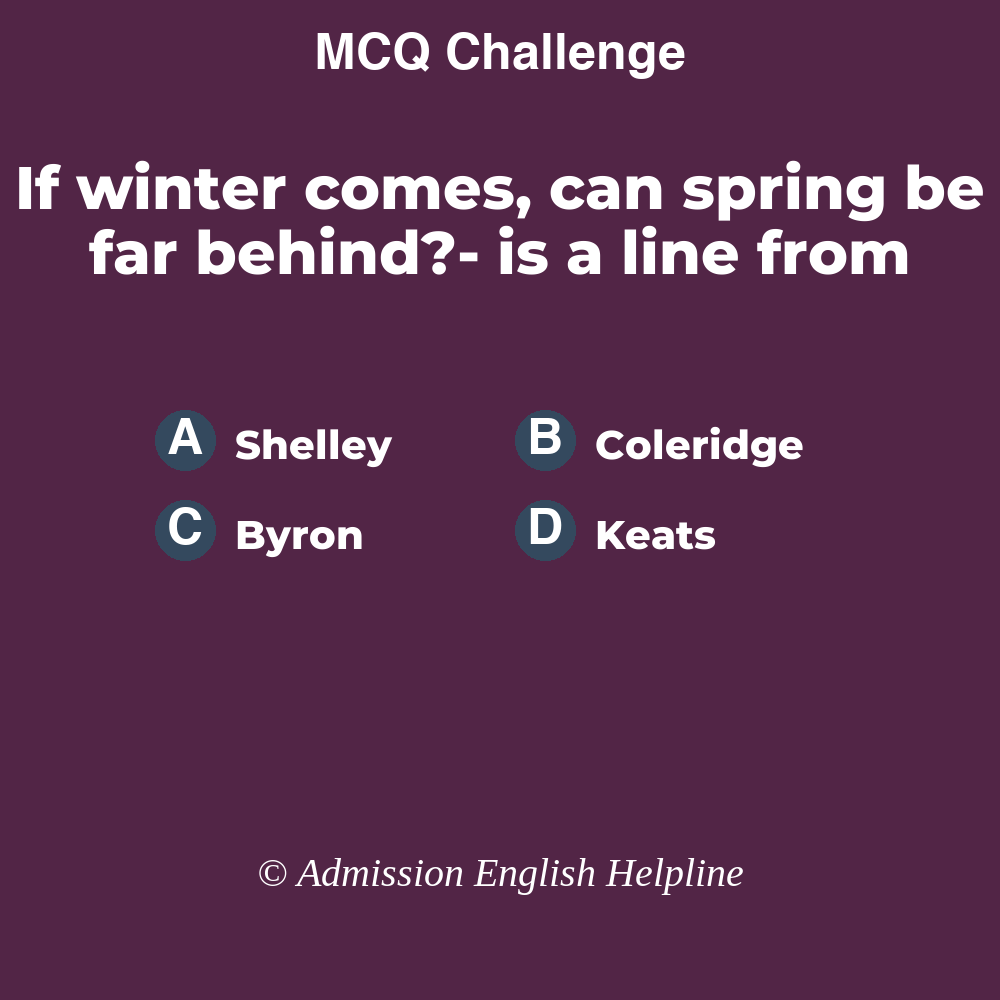 MCQ Challenge
If winter comes, can spring be
far behind?- is a line from
A Shelley B Coleridge
C Byron D Keats
© Admission English Helpline